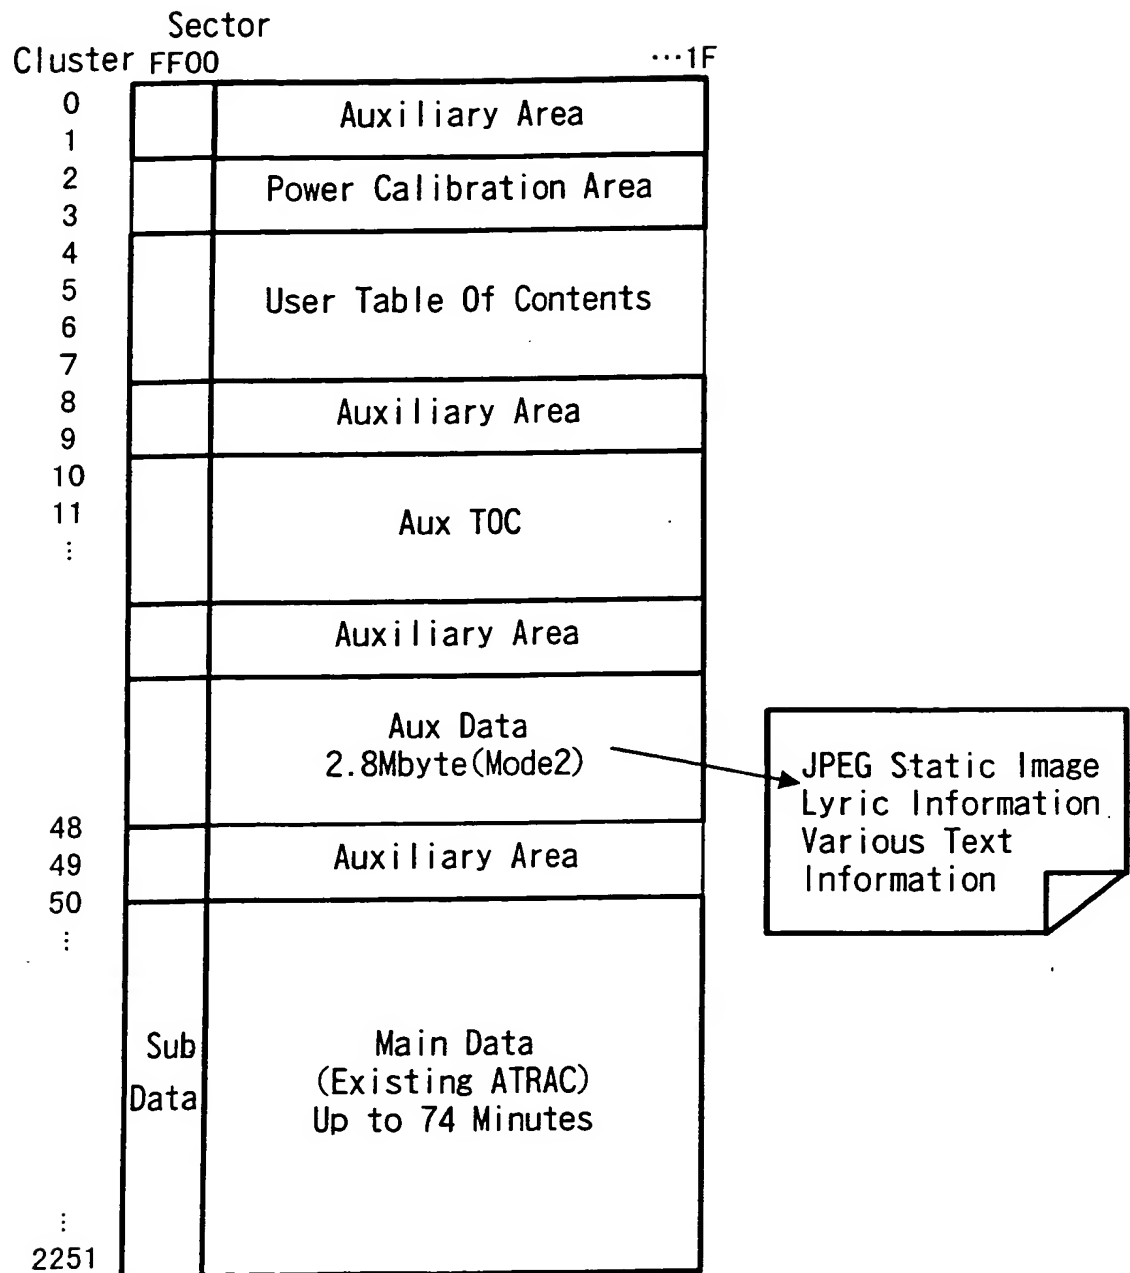 Sector
Cluster FF00 …1F
0
1
Auxiliary Area
2
3
Power Calibration Area
4
5
6
7
User Table Of Contents
8
9
Auxiliary Area
10
11
⋮
Aux TOC
Auxiliary Area
Aux Data
2.8Mbyte(Mode2)
JPEG Static Image
Lyric Information
Various Text
Information
48
49
Auxiliary Area
50
⋮
Sub
Data
Main Data
(Existing ATRAC)
Up to 74 Minutes
⋮
2251